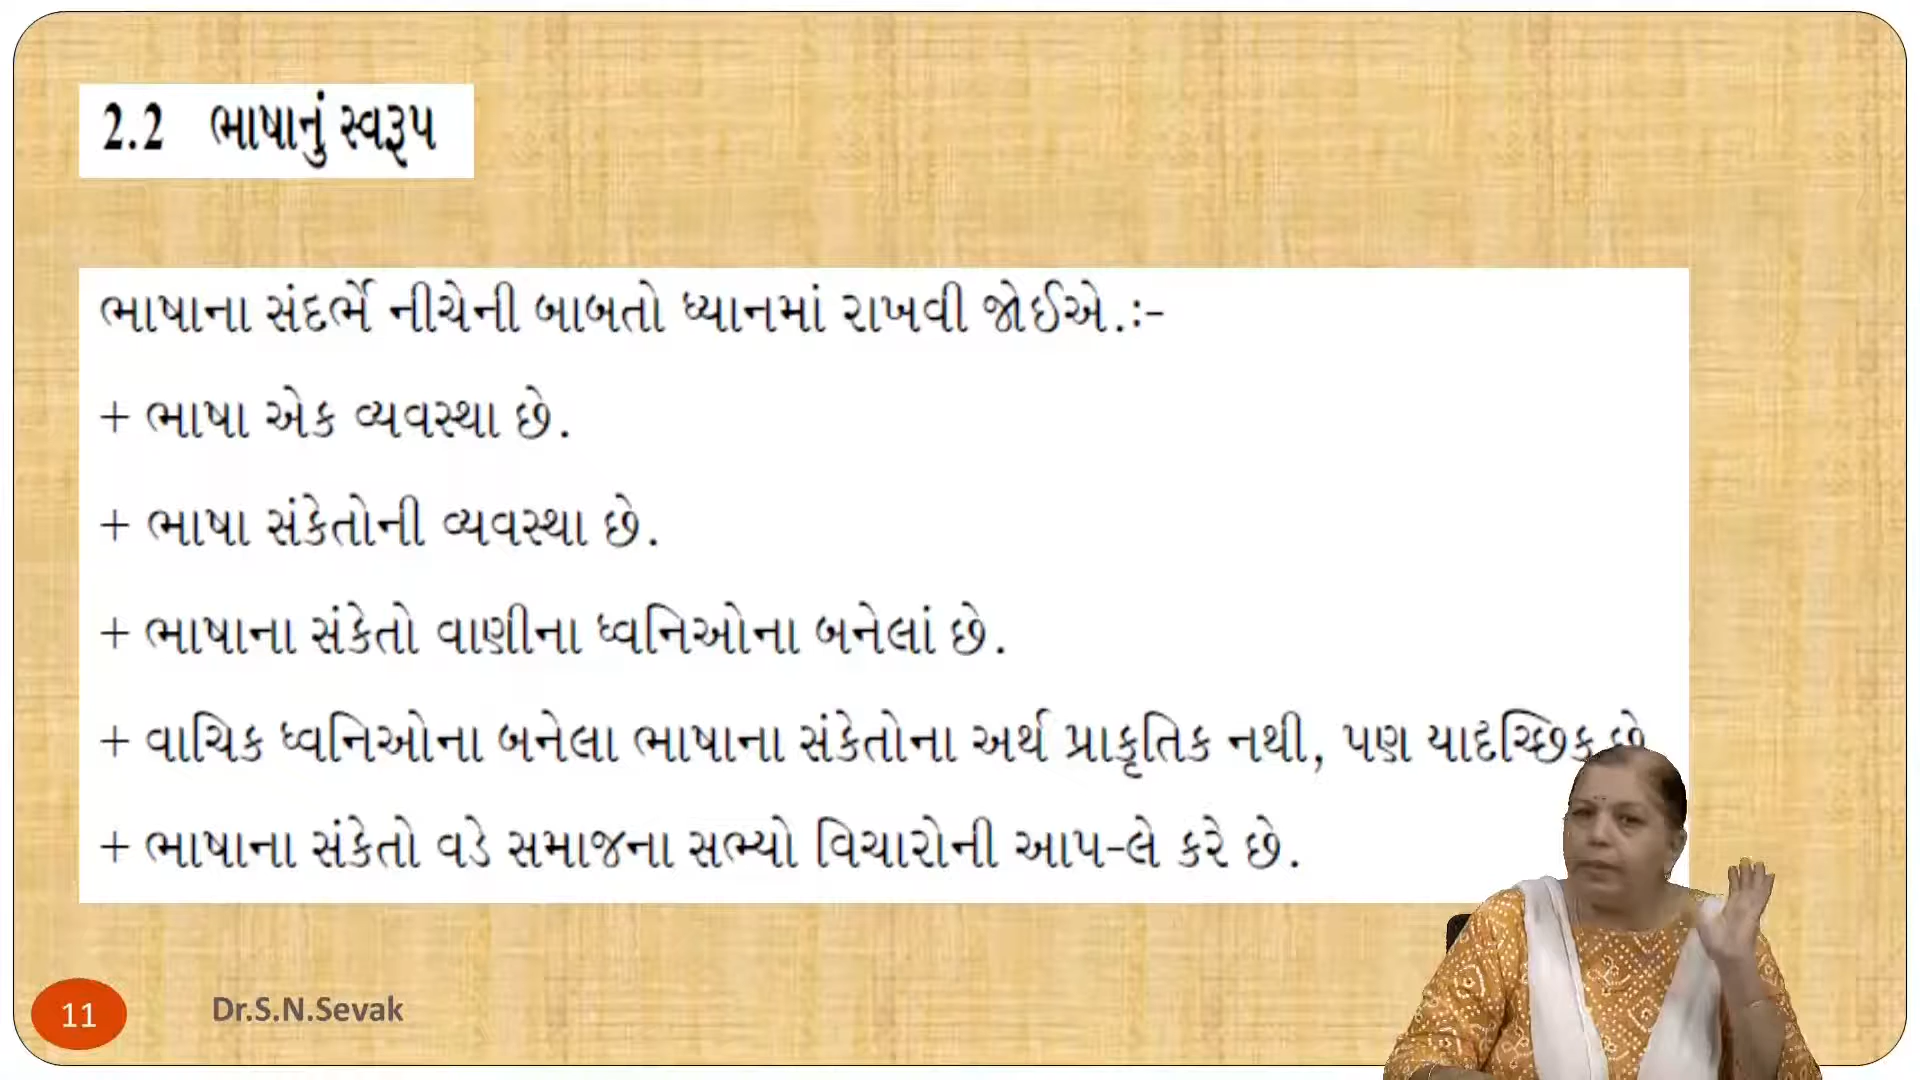 2.2 ભાષાનું સ્વરૂપ
ભાષાના સંદર્ભે નીચેની બાબતો ધ્યાનમાં રાખવી જોઈએ.:-
+ ભાષા એક વ્યવસ્થા છે.
+ ભાષા સંકેતોની વ્યવસ્થા છે.
+ ભાષાના સંકેતો વાણીના ધ્વનિઓના બનેલાં છે.
+ વાચિક ધ્વનિઓના બનેલા ભાષાના સંકેતોના અર્થ પ્રાકૃતિક નથી, પણ યાદૃચ્છિક છે
+ ભાષાના સંકેતો વડે સમાજના સભ્યો વિચારોની આપ-લે કરે છે.
11 Dr.S.N.Sevak